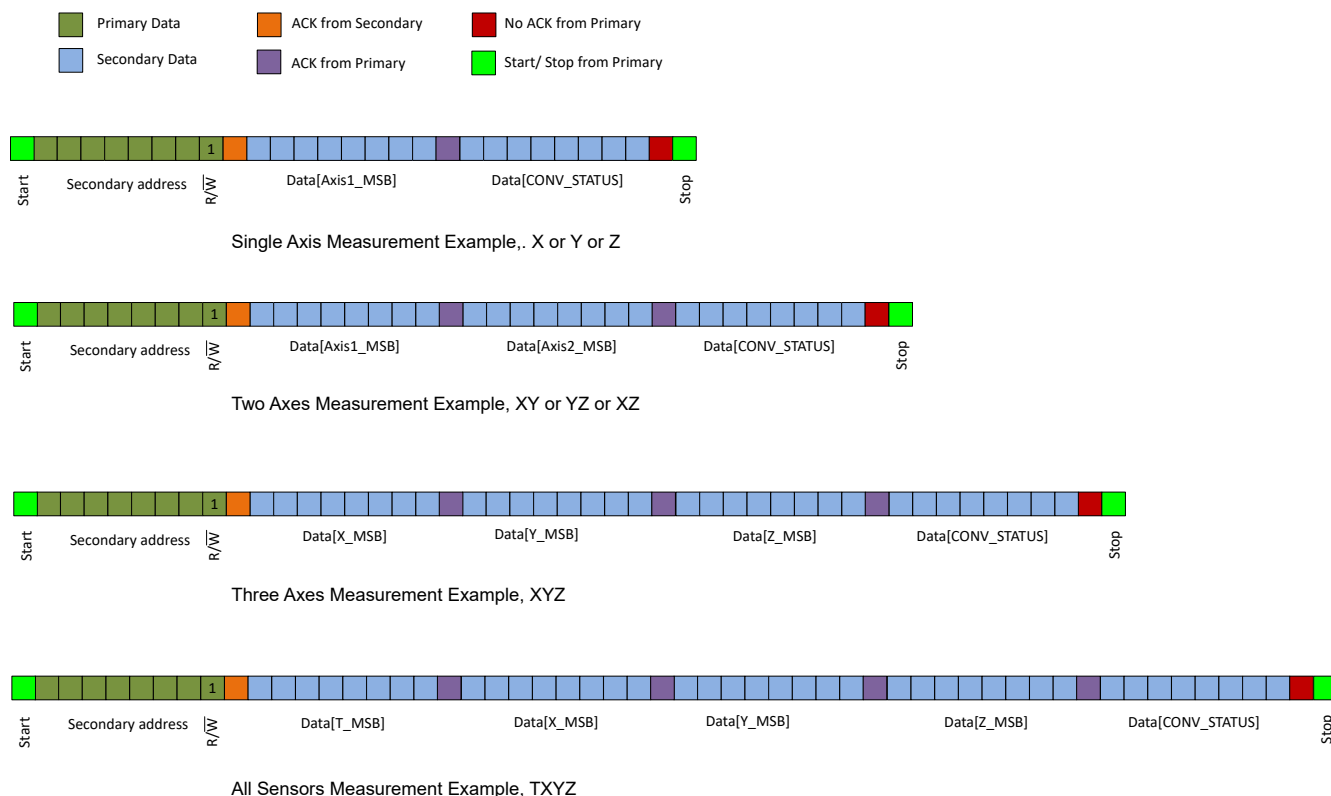 Primary Data
ACK from Secondary
No ACK from Primary
Secondary Data
ACK from Primary
Start/ Stop from Primary
1
Start
Secondary address
R/W
Data[Axis1_MSB]
Data[CONV_STATUS]
Stop
Single Axis Measurement Example,. X or Y or Z
1
Start
Secondary address
R/W
Data[Axis1_MSB]
Data[Axis2_MSB]
Data[CONV_STATUS]
Stop
Two Axes Measurement Example, XY or YZ or XZ
1
Start
Secondary address
R/W
Data[X_MSB]
Data[Y_MSB]
Data[Z_MSB]
Data[CONV_STATUS]
Stop
Three Axes Measurement Example, XYZ
1
Start
Secondary address
R/W
Data[T_MSB]
Data[X_MSB]
Data[Y_MSB]
Data[Z_MSB]
Data[CONV_STATUS]
Stop
All Sensors Measurement Example, TXYZ